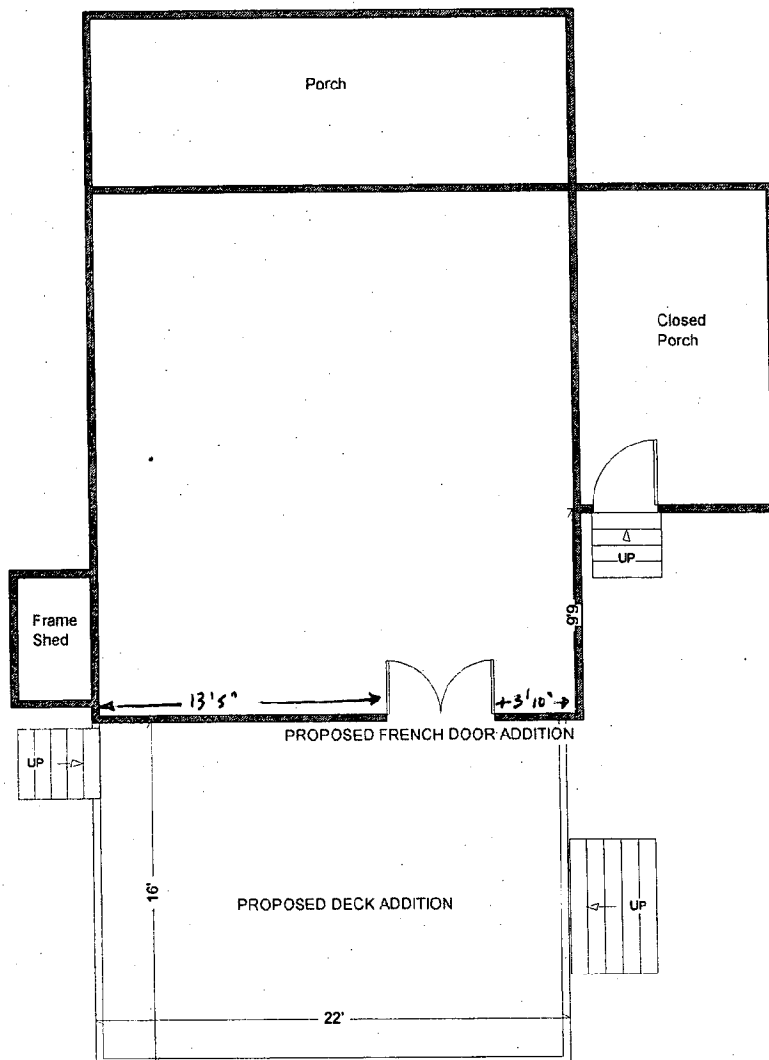 Porch
Closed
Porch
UP
Frame
Shed
9'9
13'5"
3'10"
PROPOSED FRENCH DOOR ADDITION
UP
16'
PROPOSED DECK ADDITION
UP
22'